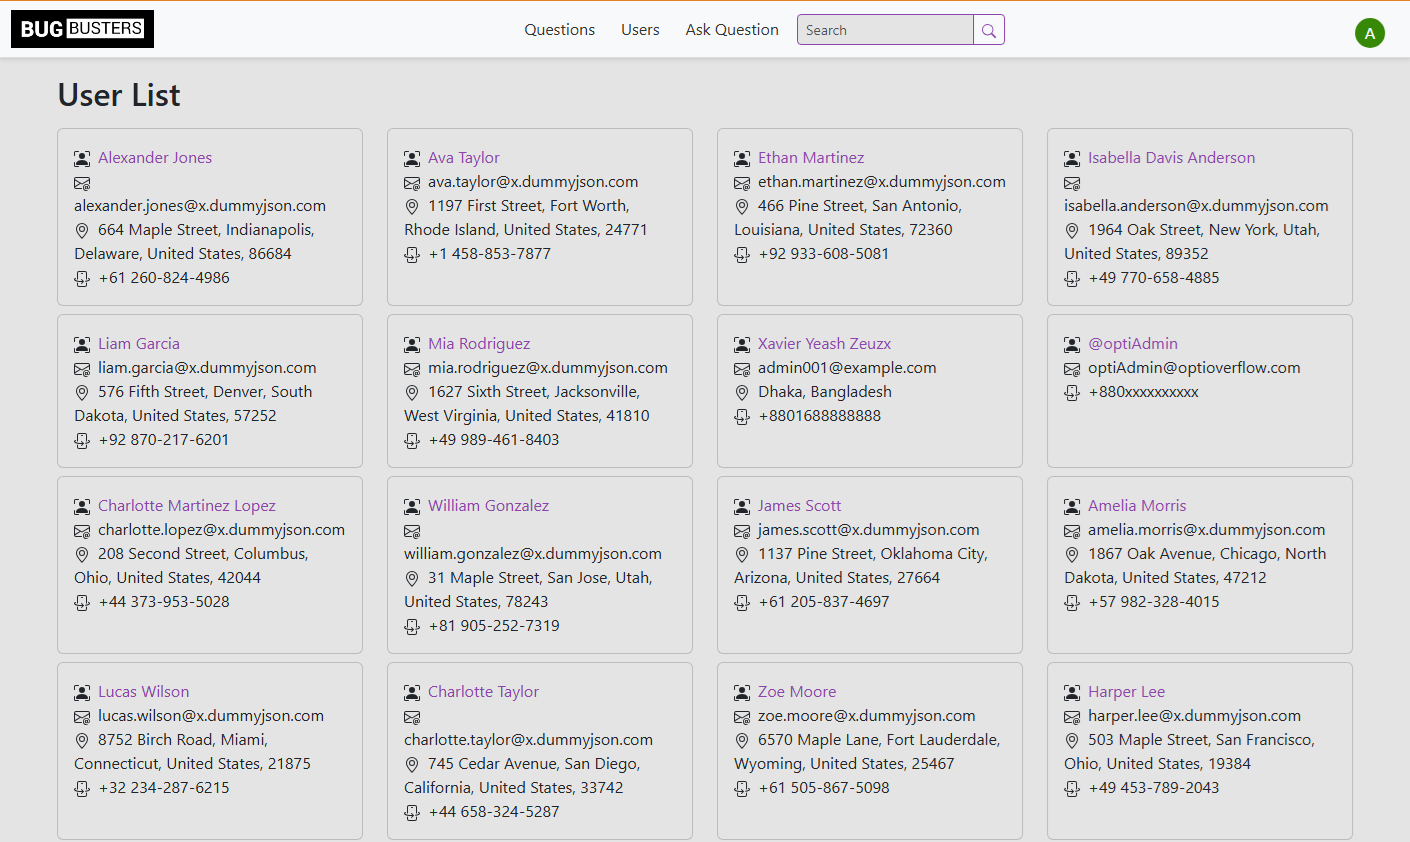 BUG BUSTERS
Questions Users Ask Question Search
A
User List
Alexander Jones
alexander.jones@x.dummyjson.com
664 Maple Street, Indianapolis,
Delaware, United States, 86684
+61 260-824-4986
Ava Taylor
ava.taylor@x.dummyjson.com
1197 First Street, Fort Worth,
Rhode Island, United States, 24771
+1 458-853-7877
Ethan Martinez
ethan.martinez@x.dummyjson.com
466 Pine Street, San Antonio,
Louisiana, United States, 72360
+92 933-608-5081
Isabella Davis Anderson
isabella.anderson@x.dummyjson.com
1964 Oak Street, New York, Utah,
United States, 89352
+49 770-658-4885
Liam Garcia
liam.garcia@x.dummyjson.com
576 Fifth Street, Denver, South
Dakota, United States, 57252
+92 870-217-6201
Mia Rodriguez
mia.rodriguez@x.dummyjson.com
1627 Sixth Street, Jacksonville,
West Virginia, United States, 41810
+49 989-461-8403
Xavier Yeash Zeuzx
admin001@example.com
Dhaka, Bangladesh
+8801688888888
@optiAdmin
optiAdmin@optioverflow.com
+880xxxxxxxxxx
Charlotte Martinez Lopez
charlotte.lopez@x.dummyjson.com
208 Second Street, Columbus,
Ohio, United States, 42044
+44 373-953-5028
William Gonzalez
william.gonzalez@x.dummyjson.com
31 Maple Street, San Jose, Utah,
United States, 78243
+81 905-252-7319
James Scott
james.scott@x.dummyjson.com
1137 Pine Street, Oklahoma City,
Arizona, United States, 27664
+61 205-837-4697
Amelia Morris
amelia.morris@x.dummyjson.com
1867 Oak Avenue, Chicago, North
Dakota, United States, 47212
+57 982-328-4015
Lucas Wilson
lucas.wilson@x.dummyjson.com
8752 Birch Road, Miami,
Connecticut, United States, 21875
+32 234-287-6215
Charlotte Taylor
charlotte.taylor@x.dummyjson.com
745 Cedar Avenue, San Diego,
California, United States, 33742
+44 658-324-5287
Zoe Moore
zoe.moore@x.dummyjson.com
6570 Maple Lane, Fort Lauderdale,
Wyoming, United States, 25467
+61 505-867-5098
Harper Lee
harper.lee@x.dummyjson.com
503 Maple Street, San Francisco,
Ohio, United States, 19384
+49 453-789-2043